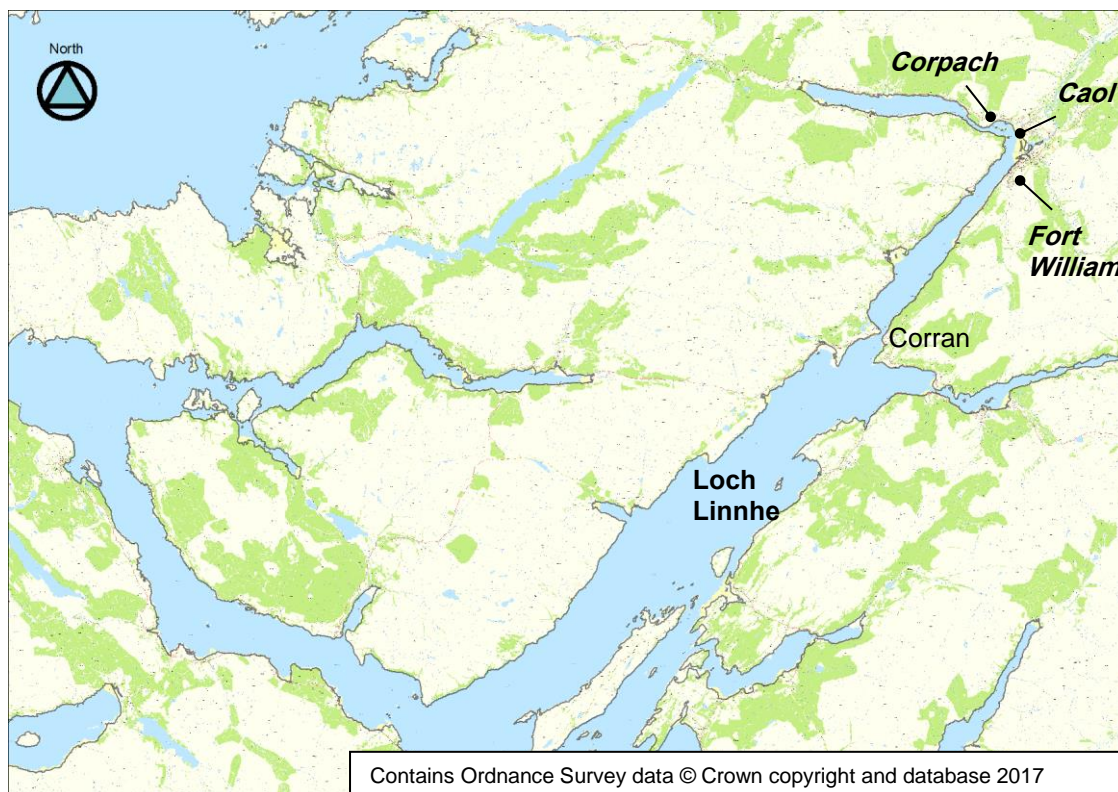 North
Corpach
Caol
Fort
William
Corran
Loch
Linnhe
Contains Ordnance Survey data © Crown copyright and database 2017